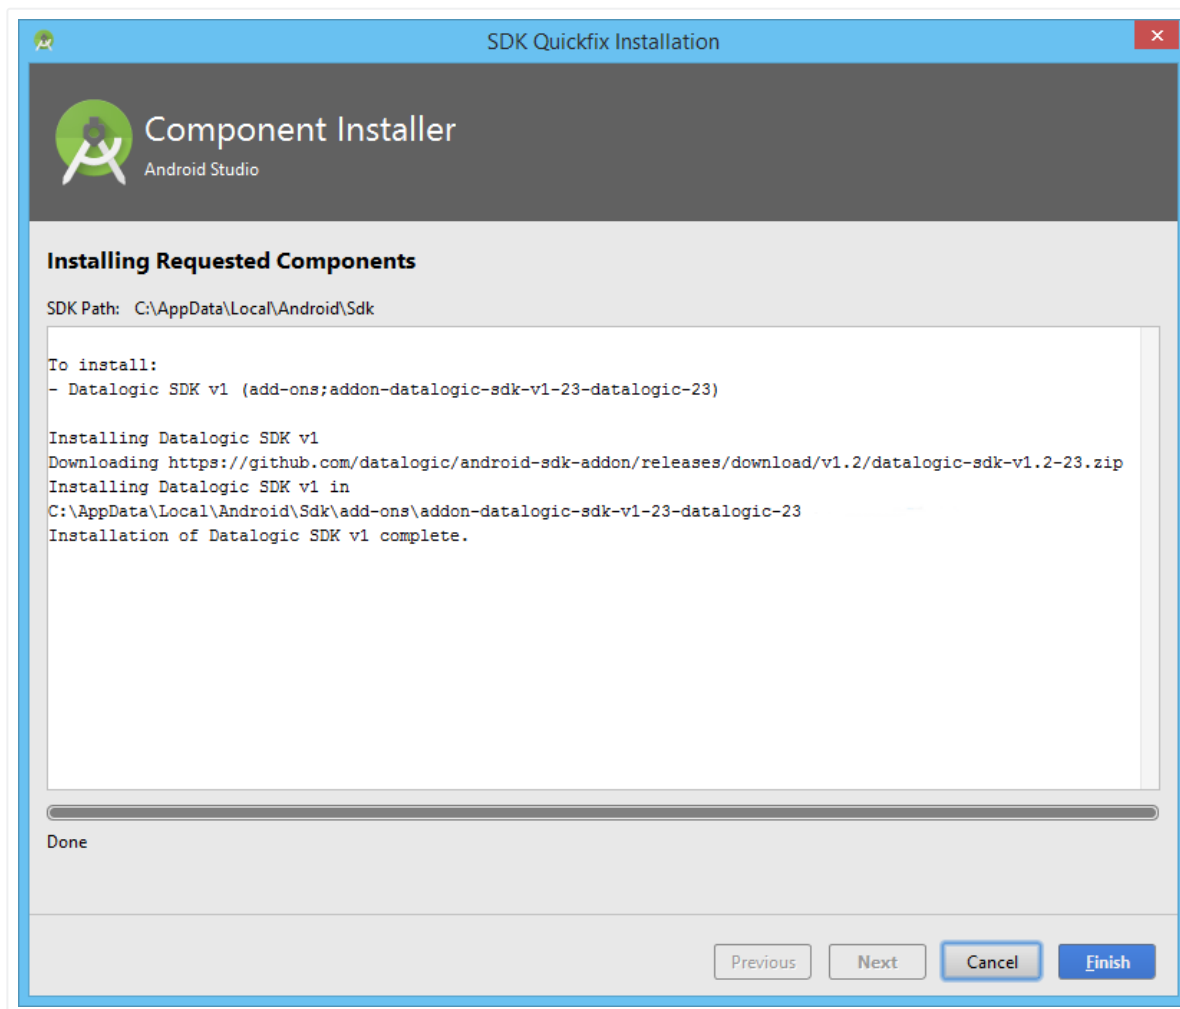 SDK Quickfix Installation
Component Installer
Android Studio
Installing Requested Components
SDK Path: C:\AppData\Local\Android\Sdk
To install:
- Datalogic SDK v1 (add-ons;addon-datalogic-sdk-v1-23-datalogic-23)
Installing Datalogic SDK v1
Downloading https://github.com/datalogic/android-sdk-addon/releases/download/v1.2/datalogic-sdk-v1.2-23.zip
Installing Datalogic SDK v1 in
C:\AppData\Local\Android\Sdk\add-ons\addon-datalogic-sdk-v1-23-datalogic-23
Installation of Datalogic SDK v1 complete.
Done
Previous Next Cancel Finish